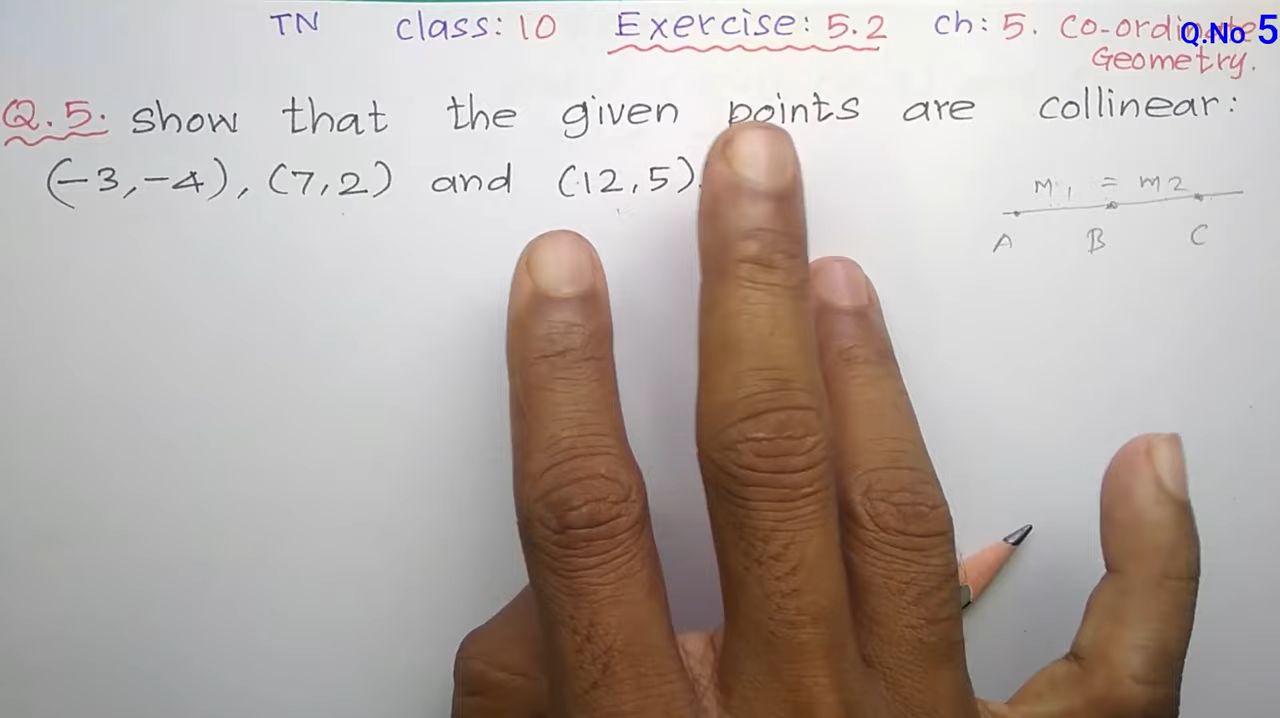 TN class: 10 Exercise: 5.2 ch: 5. Co-ordinate
Q.No 5
Geometry.
Q.5. show that the given points are collinear:
(-3,-4), (7,2) and (12,5).
M1 = m2
A B C